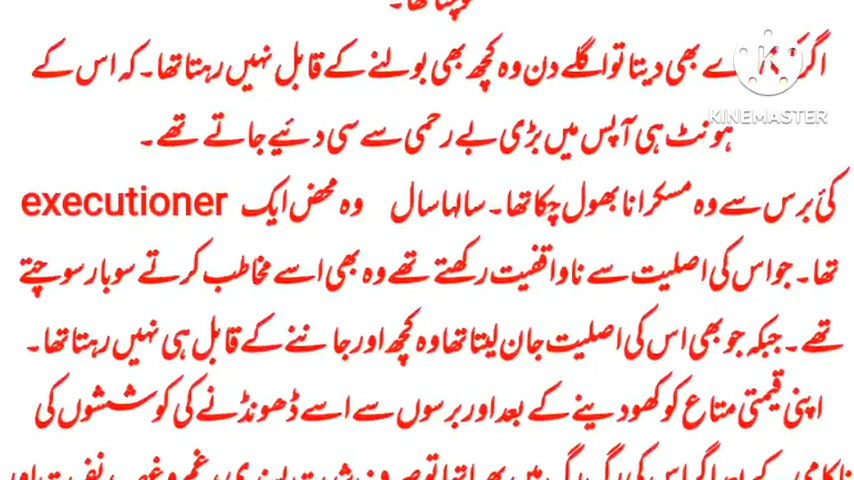 اگر ے بھی دیتا تو اگلے دن وہ کچھ بھی بولنے کے قابل نہیں رہتا تھا۔ کہ اس کے
KINEMASTER
ہونٹ ہی آپس میں بڑی بے رحمی سے سی دئیے جاتے تھے۔
کئی برس سے وہ مسکرانا بھول چکا تھا۔ سالہا سال وہ محض ایک executioner
تھا۔ جو اس کی اصلیت سے ناواقفیت رکھتے تھے وہ بھی اسے مخاطب کرتے سو بار سوچتے
تھے۔ جبکہ جو بھی اس کی اصلیت جان لیتا تھا وہ کچھ اور جاننے کے قابل ہی نہیں رہتا تھا۔
اپنی قیمتی متاع کو کھو دینے کے بعد اور برسوں سے اسے ڈھونڈنے کی کوششوں کی